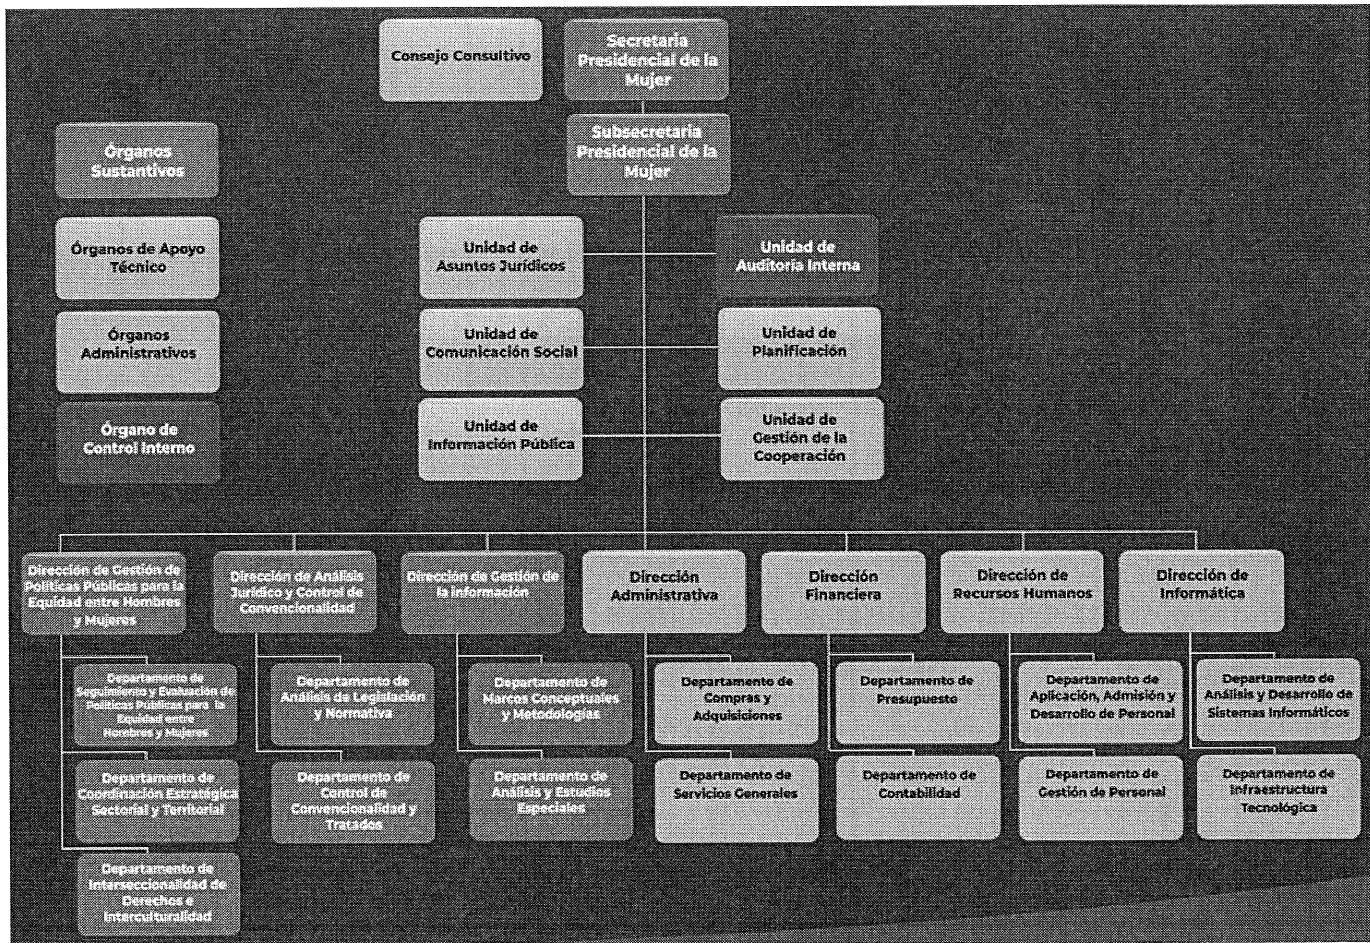 Consejo Consultivo
Secretaria
Presidencial de la
Mujer
Subsecretaria
Presidencial de la
Mujer
Órganos
Sustantivos
Órganos de Apoyo
Técnico
Órganos
Administrativos
Órgano de
Control Interno
Unidad de
Asuntos Jurídicos
Unidad de
Auditoría Interna
Unidad de
Comunicación Social
Unidad de
Planificación
Unidad de
Información Pública
Unidad de
Gestión de la
Cooperación
Dirección de Gestión de
Políticas Públicas para la
Equidad entre Hombres
y Mujeres
Dirección de Análisis
Jurídico y Control de
Convencionalidad
Dirección de Gestión de
la información
Dirección
Administrativa
Dirección
Financiera
Dirección de
Recursos Humanos
Dirección de
Informática
Departamento de
Seguimiento y Evaluación de
Políticas Públicas para la
Equidad entre
Hombres y Mujeres
Departamento de
Análisis de Legislación
y Normativa
Departamento de
Marcos Conceptuales
y Metodologías
Departamento de
Compras y
Adquisiciones
Departamento de
Presupuesto
Departamento de
Aplicación, Admisión y
Desarrollo de Personal
Departamento de
Análisis y Desarrollo de
Sistemas Informáticos
Departamento de
Coordinación Estratégica
Sectorial y Territorial
Departamento de
Control de
Convencionalidad y
Tratados
Departamento de
Análisis y Estudios
Especiales
Departamento de
Servicios Generales
Departamento de
Contabilidad
Departamento de
Gestión de Personal
Departamento de
Infraestructura
Tecnológica
Departamento de
Interseccionalidad de
Derechos e
Interculturalidad